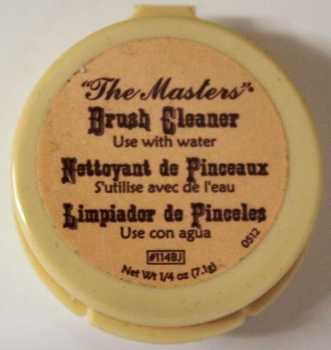 "The Masters"
Brush Cleaner
Use with water
Nettoyant de Pinceaux
S'utilise avec de l'eau
Limpiador de Pinceles
Use con agua
#114BJ
Net Wt 1/4 oz (7.1g)
0512